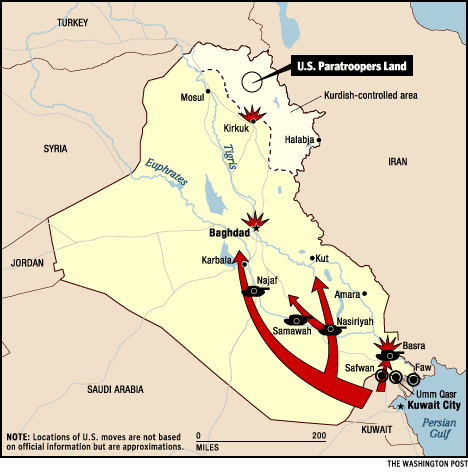 TURKEY
U.S. Paratroopers Land
Mosul
Kurdish-controlled area
Kirkuk
Halabja
SYRIA
Euphrates
Tigris
IRAN
Baghdad
Karbala
Kut
JORDAN
Najaf
Amara
Samawah
Nasiriyah
Basra
Safwan
Faw
SAUDI ARABIA
Umm Qasr
Kuwait City
KUWAIT
Persian
Gulf
NOTE: Locations of U.S. moves are not based
on official information but are approximations.
0 200
MILES
THE WASHINGTON POST